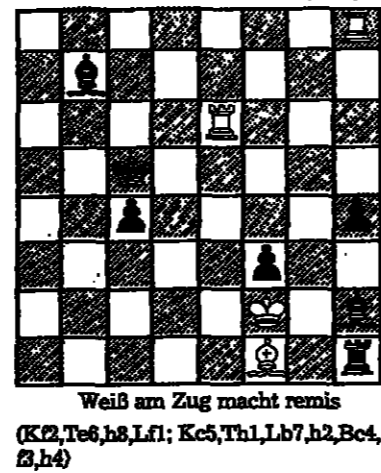 Weiß am Zug macht remis
(Kf2,Te6,h8,Lf1; Kc5,Th1,Lb7,h2,Bc4,
f3,h4)